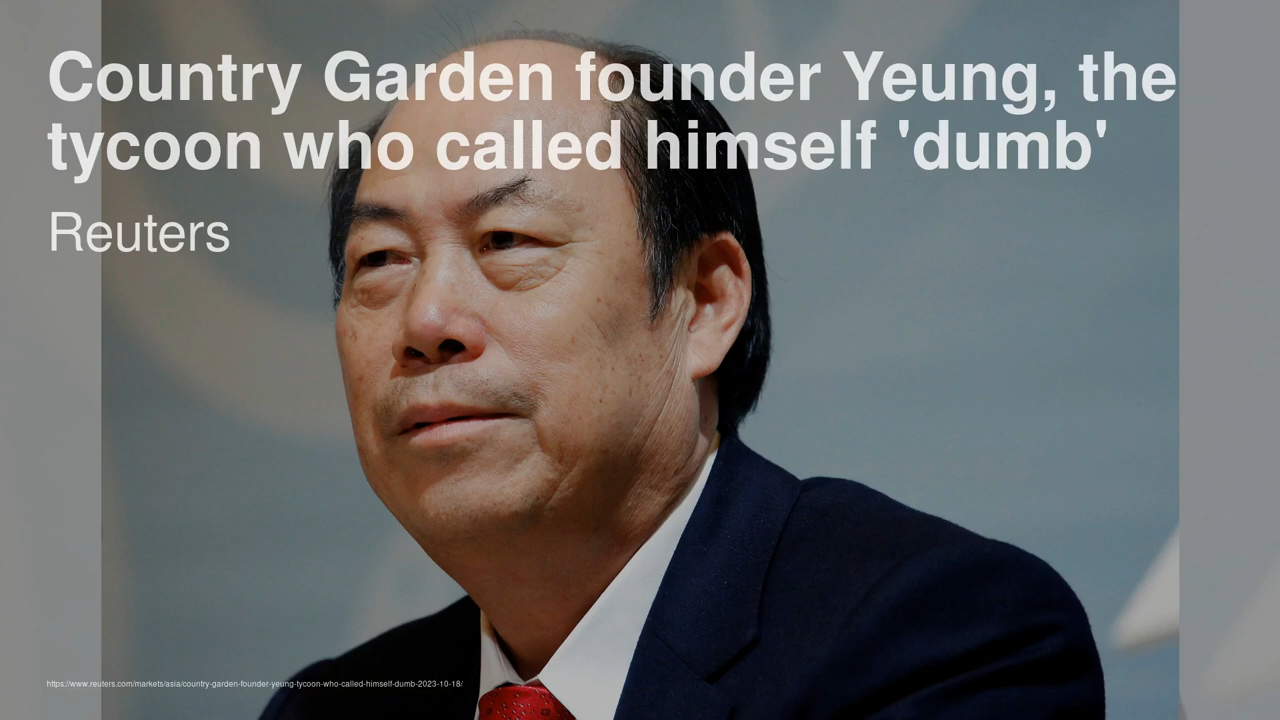 Country Garden founder Yeung, the
tycoon who called himself 'dumb'
Reuters
https://www.reuters.com/markets/asia/country-garden-founder-yeung-tycoon-who-called-himself-dumb-2023-10-18/